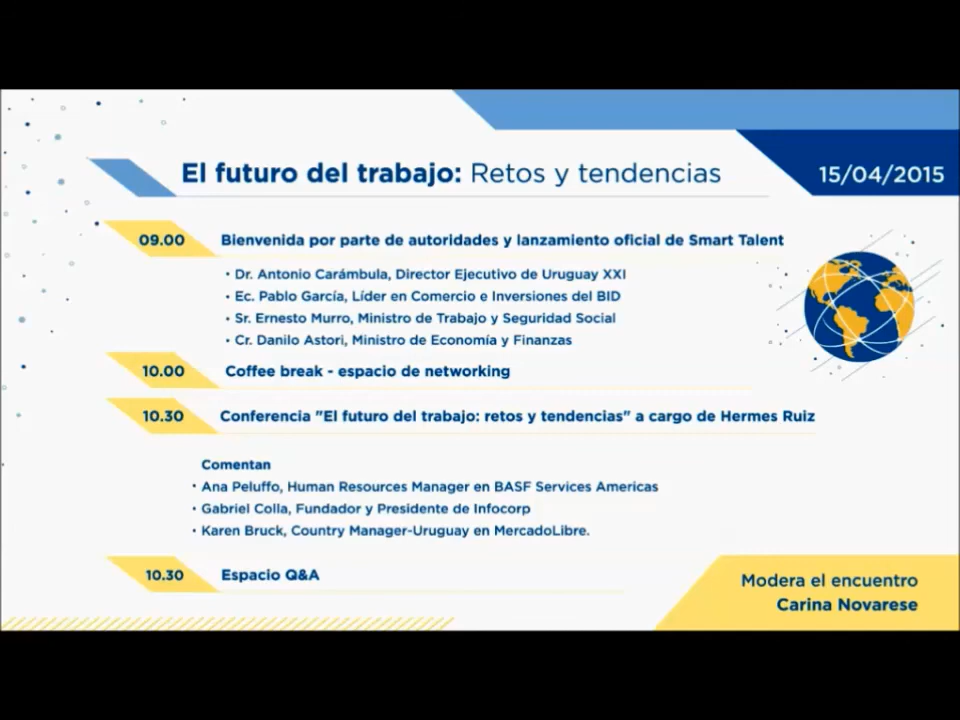 El futuro del trabajo: Retos y tendencias
15/04/2015
09.00 Bienvenida por parte de autoridades y lanzamiento oficial de Smart Talent
• Dr. Antonio Carámbula, Director Ejecutivo de Uruguay XXI
• Ec. Pablo García, Líder en Comercio e Inversiones del BID
• Sr. Ernesto Murro, Ministro de Trabajo y Seguridad Social
• Cr. Danilo Astori, Ministro de Economía y Finanzas
10.00 Coffee break - espacio de networking
10.30 Conferencia "El futuro del trabajo: retos y tendencias" a cargo de Hermes Ruiz
Comentan
• Ana Peluffo, Human Resources Manager en BASF Services Americas
• Gabriel Colla, Fundador y Presidente de Infocorp
• Karen Bruck, Country Manager-Uruguay en MercadoLibre.
10.30 Espacio Q&A
Modera el encuentro
Carina Novarese